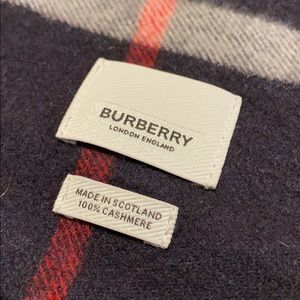 BURBERRY
LONDON ENGLAND
MADE IN SCOTLAND
100% CASHMERE